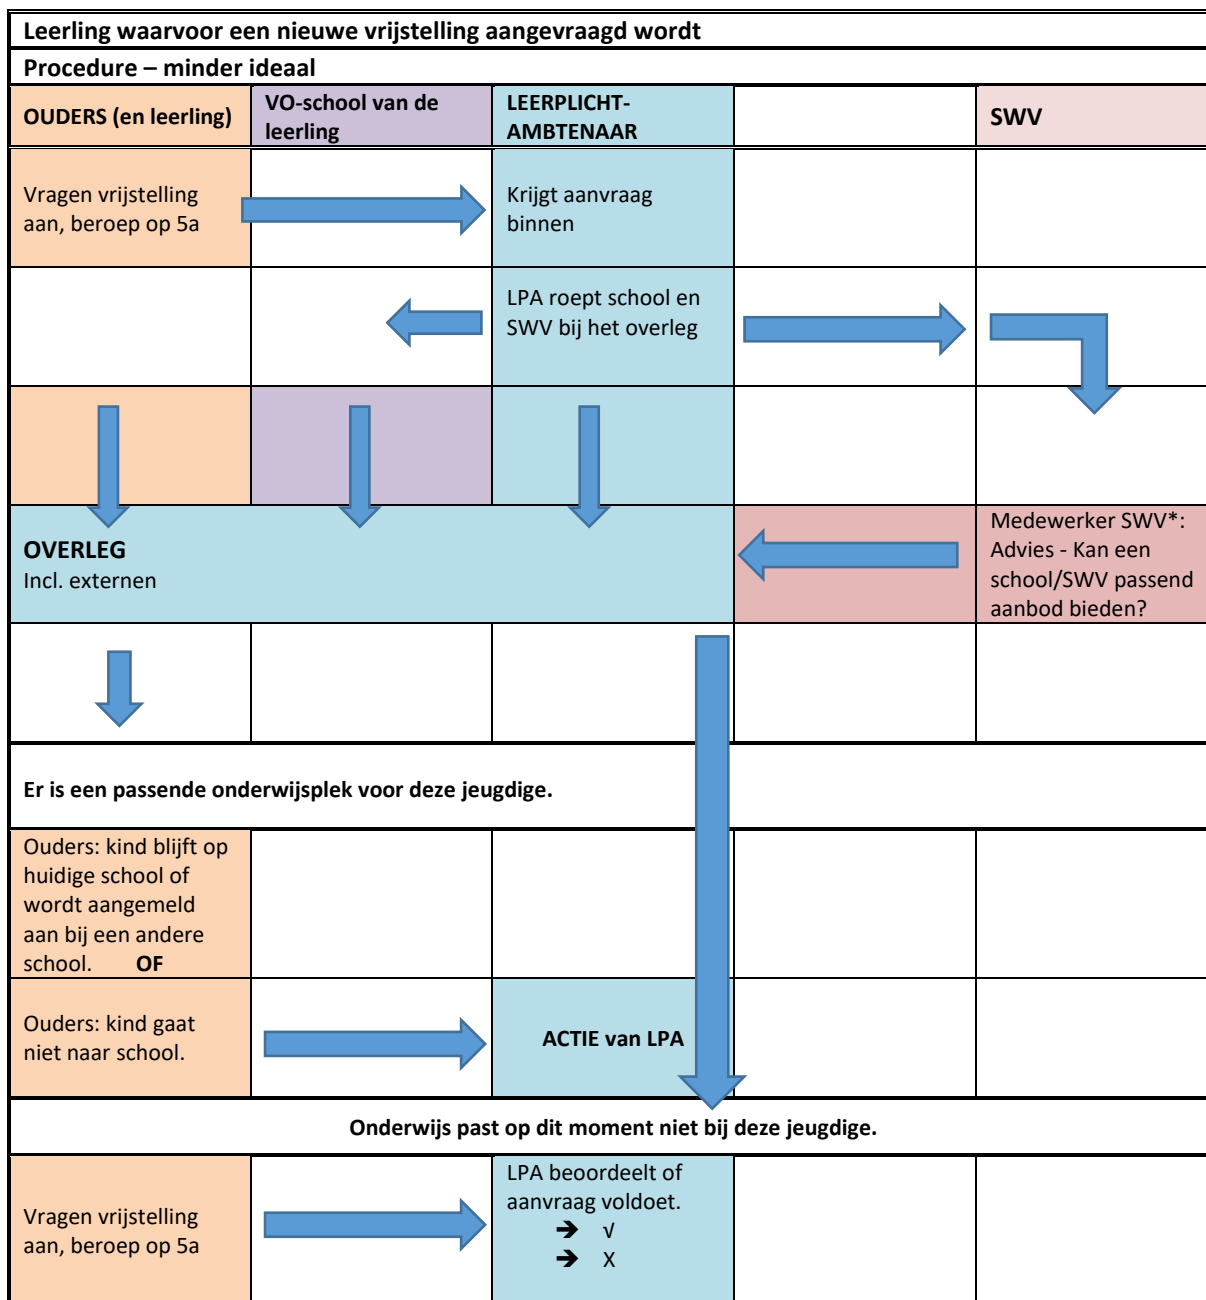 Leerling waarvoor een nieuwe vrijstelling aangevraagd wordt
Procedure – minder ideaal
OUDERS (en leerling)
VO-school van de
leerling
LEERPLICHT-
AMBTENAAR
SWV
Vragen vrijstelling
aan, beroep op 5a
Krijgt aanvraag
binnen
LPA roept school en
SWV bij het overleg
OVERLEG
Incl. externen
Medewerker SWV*:
Advies - Kan een
school/SWV passend
aanbod bieden?
Er is een passende onderwijsplek voor deze jeugdige.
Ouders: kind blijft op
huidige school of
wordt aangemeld
aan bij een andere
school. OF
Ouders: kind gaat
niet naar school.
ACTIE van LPA
Onderwijs past op dit moment niet bij deze jeugdige.
Vragen vrijstelling
aan, beroep op 5a
LPA beoordeelt of
aanvraag voldoet.
➔ √
➔ X